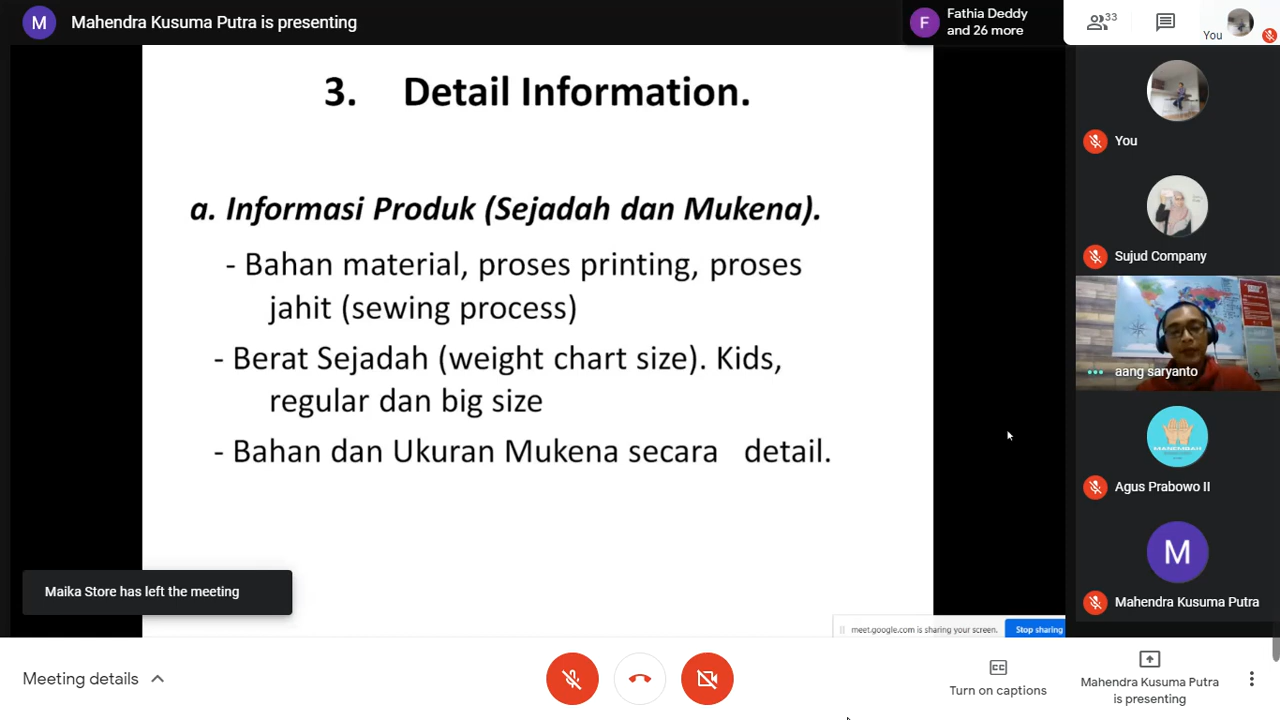 M Mahendra Kusuma Putra is presenting
F Fathia Deddy
and 26 more
33
You
3. Detail Information.
a. Informasi Produk (Sejadah dan Mukena).
- Bahan material, proses printing, proses
jahit (sewing process)
- Berat Sejadah (weight chart size). Kids,
regular dan big size
- Bahan dan Ukuran Mukena secara detail.
You
Sujud Company
aang saryanto
Agus Prabowo II
M
Mahendra Kusuma Putra
Maika Store has left the meeting
meet.google.com is sharing your screen. Stop sharing
Meeting details
CC
Turn on captions
Mahendra Kusuma Putra
is presenting